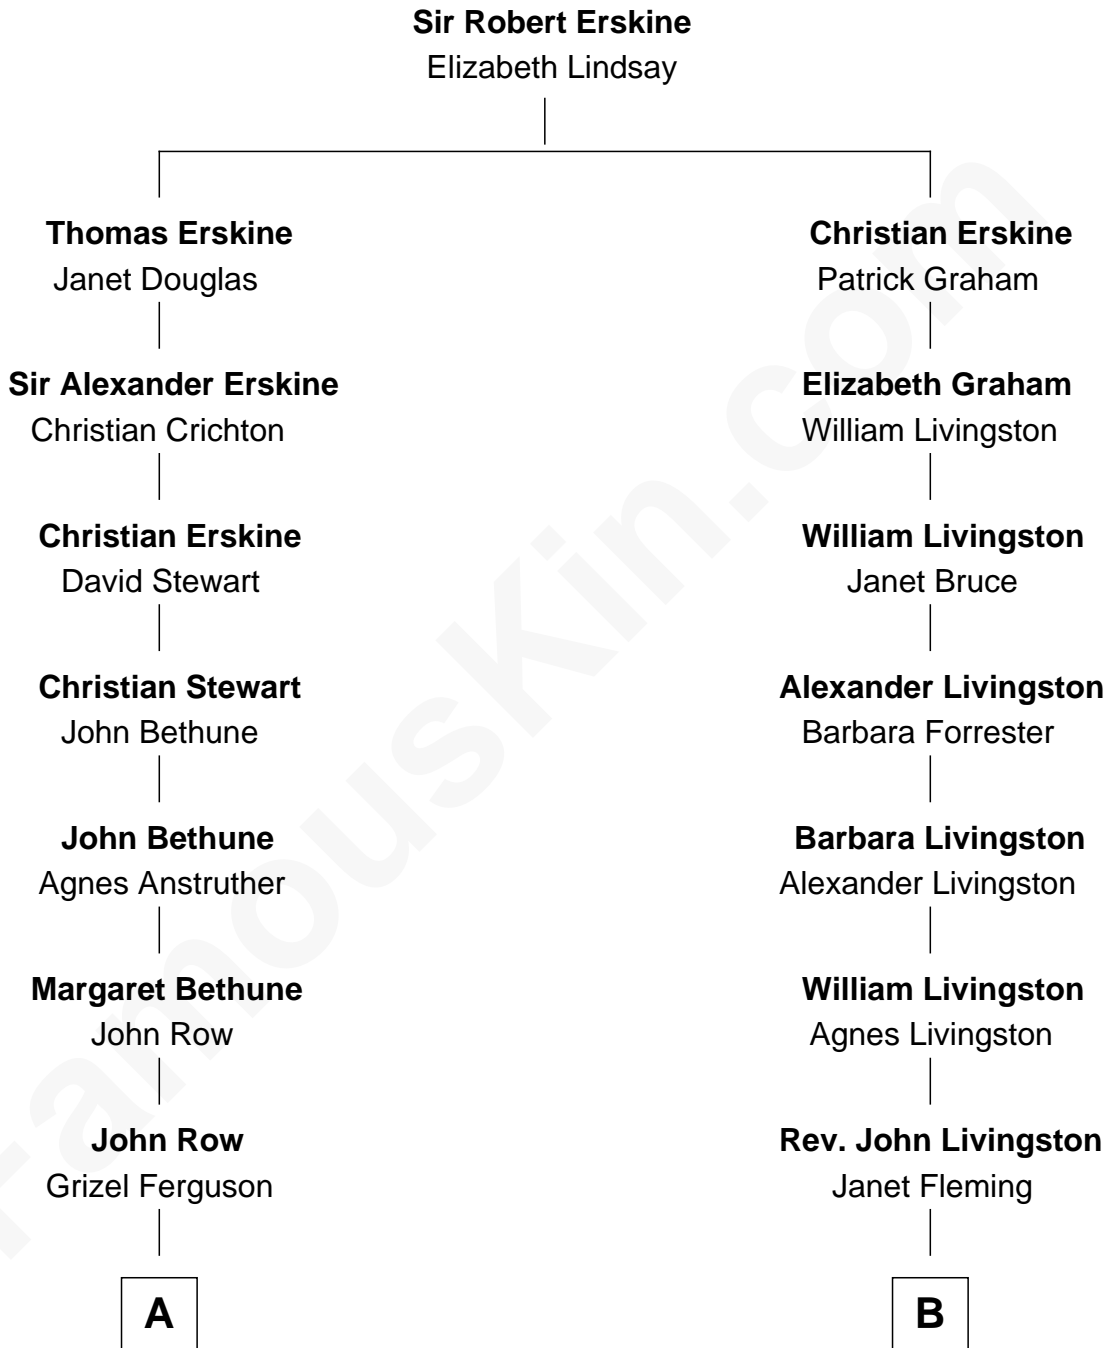 Sir Robert Erskine
Elizabeth Lindsay
Thomas Erskine
Janet Douglas
Christian Erskine
Patrick Graham
Sir Alexander Erskine
Christian Crichton
Elizabeth Graham
William Livingston
Christian Erskine
David Stewart
William Livingston
Janet Bruce
Christian Stewart
John Bethune
Alexander Livingston
Barbara Forrester
John Bethune
Agnes Anstruther
Barbara Livingston
Alexander Livingston
Margaret Bethune
John Row
William Livingston
Agnes Livingston
John Row
Grizel Ferguson
Rev. John Livingston
Janet Fleming
A
B
FamousKin.com